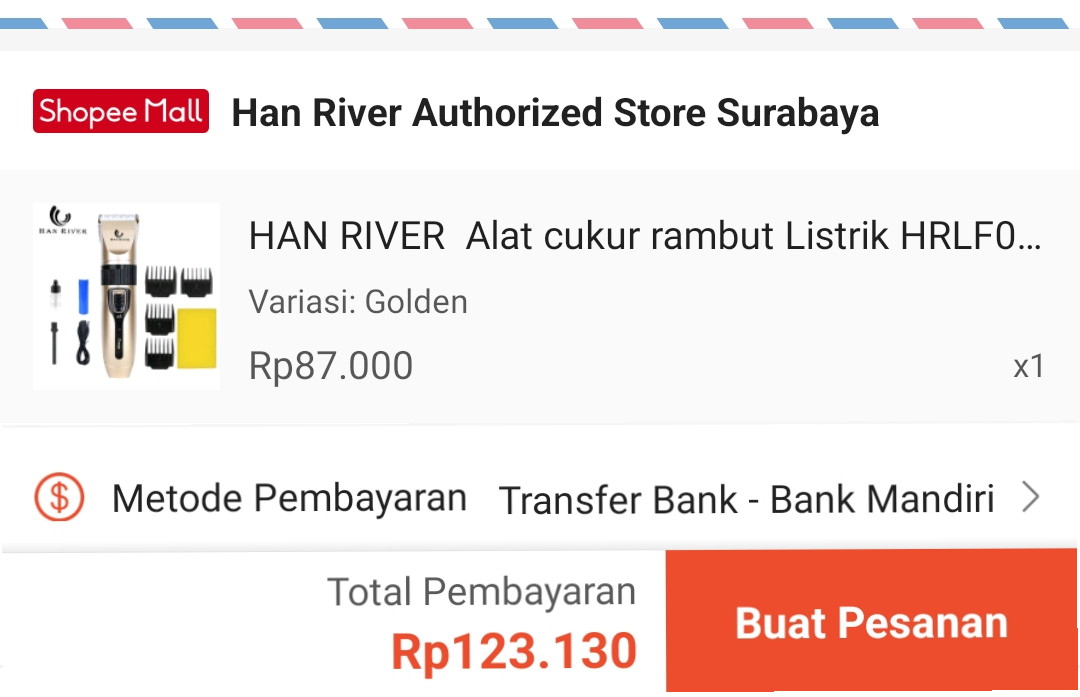 Shopee Mall Han River Authorized Store Surabaya
HAN RIVER
HAN RIVER Alat cukur rambut Listrik HRLF0...
Variasi: Golden
Rp87.000
x1
Metode Pembayaran Transfer Bank - Bank Mandiri
Total Pembayaran
Rp123.130
Buat Pesanan